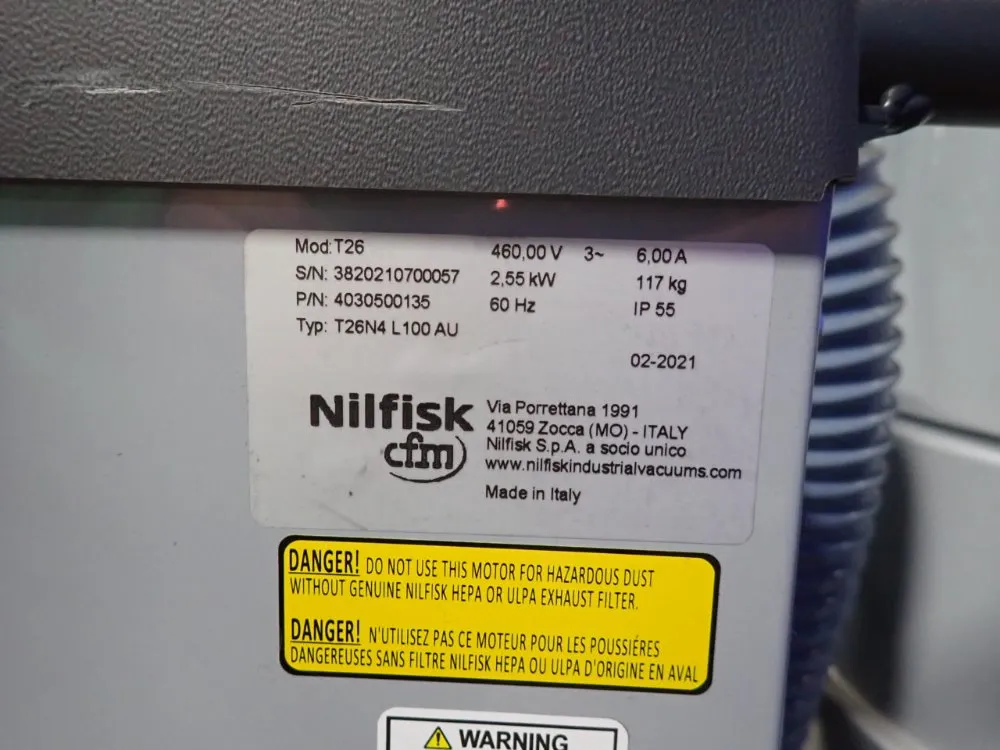 Mod: T26 460,00 V 3~ 6,00 A
S/N: 3820210700057 2,55 kW 117 kg
P/N: 4030500135 60 Hz IP 55
Typ: T26N4 L100 AU
02-2021
Nilfisk
cfm
Via Porrettana 1991
41059 Zocca (MO) - ITALY
Nilfisk S.p.A. a socio unico
www.nilfiskindustrialvacuums.com
Made in Italy
DANGER! DO NOT USE THIS MOTOR FOR HAZARDOUS DUST
WITHOUT GENUINE NILFISK HEPA OR ULPA EXHAUST FILTER.
DANGER! N'UTILISEZ PAS CE MOTEUR POUR LES POUSSIÉRES
DANGEREUSES SANS FILTRE NILFISK HEPA OU ULPA D'ORIGINE EN AVAL
WARNING